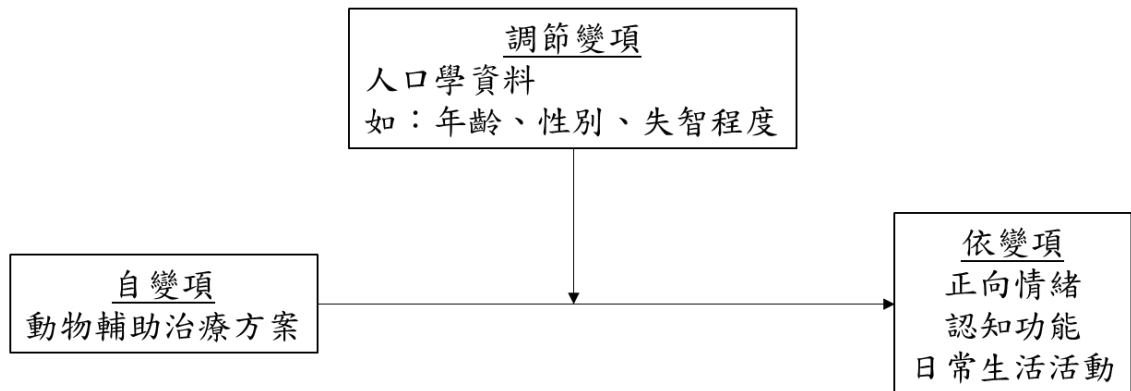 調節變項
人口學資料
如：年齡、性別、失智程度
自變項
動物輔助治療方案
依變項
正向情緒
認知功能
日常生活活動